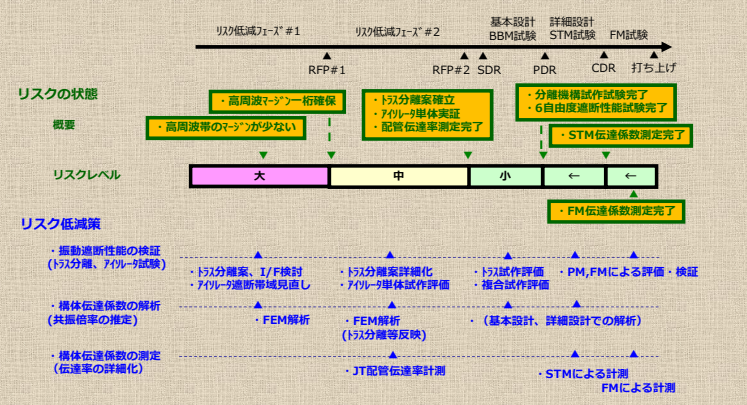 基本設計 詳細設計
リスク低減フェーズ#1 リスク低減フェーズ#2 BBM試験 STM試験 FM試験
RFP#1 RFP#2 SDR PDR CDR 打ち上げ
リスクの状態
概要
・高周波マージン一桁確保
・高周波帯のマージンが少ない
・トラス分離案確立
・アイソレータ単体実証
・配管伝達率測定完了
・分離機構試作試験完了
・6自由度遮断性能試験完了
・STM伝達係数測定完了
リスクレベル 大 中 小 ← ←
・FM伝達係数測定完了
リスク低減策
・振動遮断性能の検証
(トラス分離、アイソレータ試験)
・トラス分離案、I/F検討 ・トラス分離案詳細化 ・トラス試作評価 ・PM,FMによる評価・検証
・アイソレータ遮断帯域見直し ・アイソレータ単体試作評価 ・複合試作評価
・構体伝達係数の解析
(共振倍率の推定)
・FEM解析 ・FEM解析 ・（基本設計、詳細設計での解析）
(トラス分離等反映)
・構体伝達係数の測定
(伝達率の詳細化）
・JT配管伝達率計測 ・STMによる計測
FMによる計測